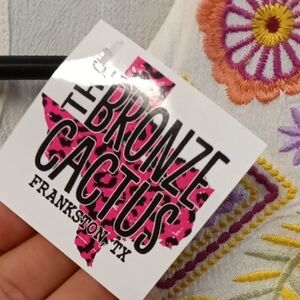 THE
BRONZE
CACTUS
FRANKSTON, TX